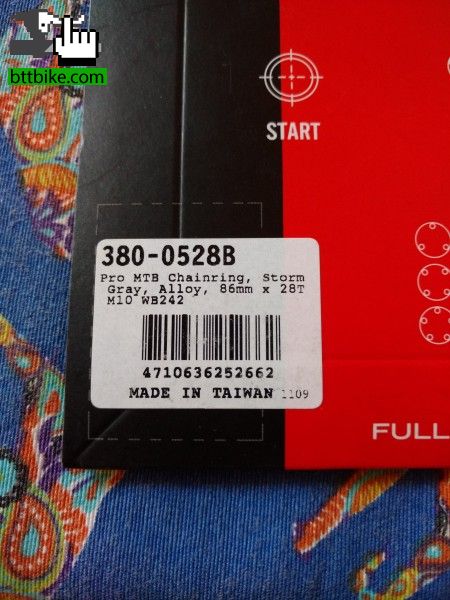 bttbike.com
START
380-0528B
Pro MTB Chainring, Storm
Gray, Alloy, 86mm x 28T
M10 WB242
4710636252662
MADE IN TAIWAN 1109
FULL